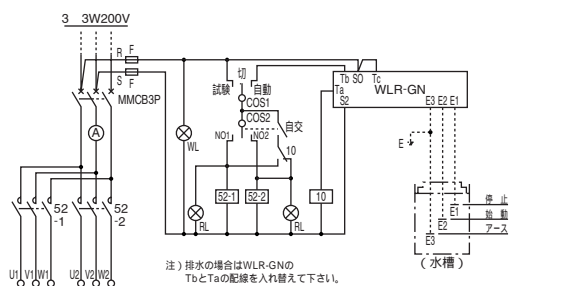 3 3W200V
R F
S F
MMCB3P
A
WL
切
試験 自動
COS1
COS2
自交
NO1 NO2
10
RL
52-1 52-2
RL
10
Tb SO Tc
Ta WLR-GN
S2
E3 E2 E1
E
停止
E1
始動
E2
アース
E3
(水槽)
52
-1
52
-2
U1 V1 W1 U2 V2 W2
注)排水の場合はWLR-GNの
TbとTaの配線を入れ替えて下さい。